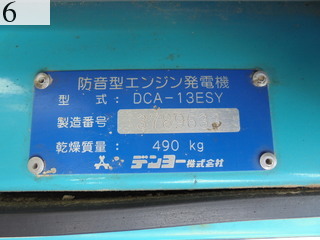 6
防音型エンジン発電機
型 式 : DCA-13ESY
製造番号
乾燥質量 : 490 kg
デンヨー株式会社